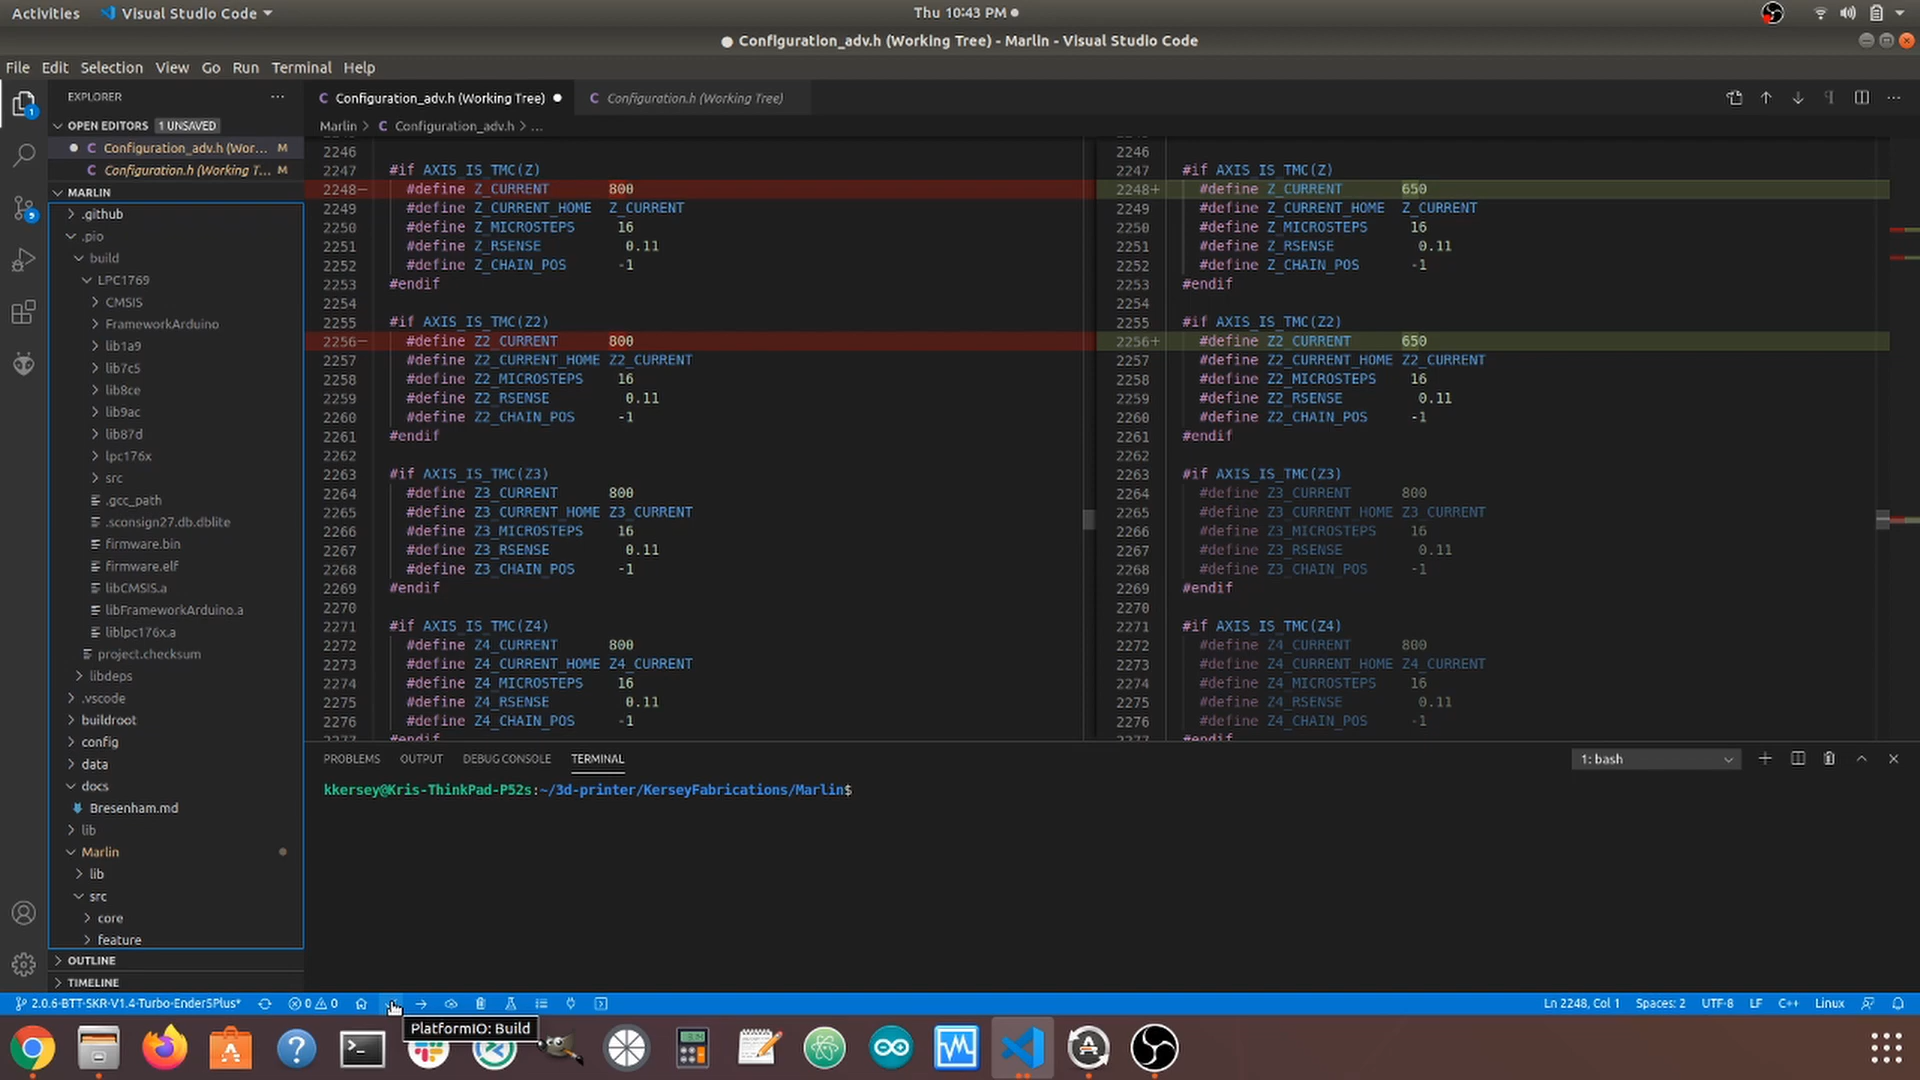 Activities Visual Studio Code Thu 10:43 PM
Configuration_adv.h (Working Tree) - Marlin - Visual Studio Code
File Edit Selection View Go Run Terminal Help
EXPLORER
OPEN EDITORS 1 UNSAVED
Configuration_adv.h (Wor... M
Configuration.h (Working T... M
MARLIN
.github
.pio
build
LPC1769
CMSIS
FrameworkArduino
lib1a9
lib7c5
lib8ce
lib9ac
lib87d
lpc176x
src
.gcc_path
.sconsign27.db.dblite
firmware.bin
firmware.elf
libCMSIS.a
libFrameworkArduino.a
liblpc176x.a
project.checksum
libdeps
.vscode
buildroot
config
data
docs
Bresenham.md
lib
Marlin
lib
src
core
feature
OUTLINE
TIMELINE
C Configuration_adv.h (Working Tree) C Configuration.h (Working Tree)
Marlin > C Configuration_adv.h > ...
2246
2247 #if AXIS_IS_TMC(Z)
2248- #define Z_CURRENT 800
2249 #define Z_CURRENT_HOME Z_CURRENT
2250 #define Z_MICROSTEPS 16
2251 #define Z_RSENSE 0.11
2252 #define Z_CHAIN_POS -1
2253 #endif
2254
2255 #if AXIS_IS_TMC(Z2)
2256- #define Z2_CURRENT 800
2257 #define Z2_CURRENT_HOME Z2_CURRENT
2258 #define Z2_MICROSTEPS 16
2259 #define Z2_RSENSE 0.11
2260 #define Z2_CHAIN_POS -1
2261 #endif
2262
2263 #if AXIS_IS_TMC(Z3)
2264 #define Z3_CURRENT 800
2265 #define Z3_CURRENT_HOME Z3_CURRENT
2266 #define Z3_MICROSTEPS 16
2267 #define Z3_RSENSE 0.11
2268 #define Z3_CHAIN_POS -1
2269 #endif
2270
2271 #if AXIS_IS_TMC(Z4)
2272 #define Z4_CURRENT 800
2273 #define Z4_CURRENT_HOME Z4_CURRENT
2274 #define Z4_MICROSTEPS 16
2275 #define Z4_RSENSE 0.11
2276 #define Z4_CHAIN_POS -1
2277 #endif
2246
2247 #if AXIS_IS_TMC(Z)
2248+ #define Z_CURRENT 650
2249 #define Z_CURRENT_HOME Z_CURRENT
2250 #define Z_MICROSTEPS 16
2251 #define Z_RSENSE 0.11
2252 #define Z_CHAIN_POS -1
2253 #endif
2254
2255 #if AXIS_IS_TMC(Z2)
2256+ #define Z2_CURRENT 650
2257 #define Z2_CURRENT_HOME Z2_CURRENT
2258 #define Z2_MICROSTEPS 16
2259 #define Z2_RSENSE 0.11
2260 #define Z2_CHAIN_POS -1
2261 #endif
2262
2263 #if AXIS_IS_TMC(Z3)
2264 #define Z3_CURRENT 800
2265 #define Z3_CURRENT_HOME Z3_CURRENT
2266 #define Z3_MICROSTEPS 16
2267 #define Z3_RSENSE 0.11
2268 #define Z3_CHAIN_POS -1
2269 #endif
2270
2271 #if AXIS_IS_TMC(Z4)
2272 #define Z4_CURRENT 800
2273 #define Z4_CURRENT_HOME Z4_CURRENT
2274 #define Z4_MICROSTEPS 16
2275 #define Z4_RSENSE 0.11
2276 #define Z4_CHAIN_POS -1
2277 #endif
PROBLEMS OUTPUT DEBUG CONSOLE TERMINAL 1: bash
kkersey@Kris-ThinkPad-P52s:~/3d-printer/KerseyFabrications/Marlin$
2.0.6-BTT-SKR-V1.4-Turbo-Ender5Plus* 0 0 Ln 2248, Col 1 Spaces: 2 UTF-8 LF C++ Linux
PlatformIO: Build